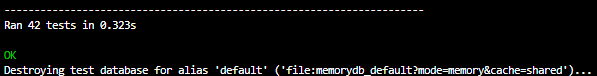 ----------------------------------------------------------------------
Ran 42 tests in 0.323s
OK
Destroying test database for alias 'default' ('file:memorydb_default?mode=memory&cache=shared')...